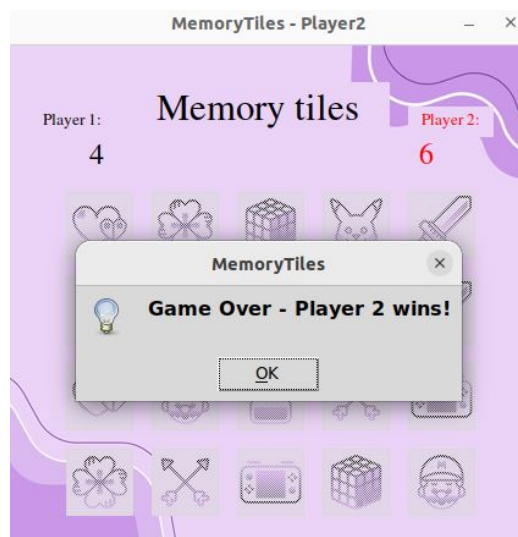 MemoryTiles - Player2
Memory tiles
Player 1:
Player 2:
4
6
MemoryTiles
Game Over - Player 2 wins!
OK
M